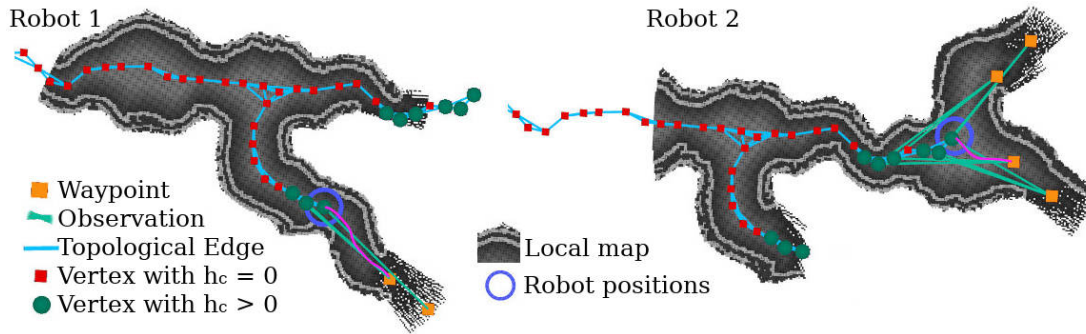 Robot 1
Robot 2
Waypoint
Observation
Topological Edge
Vertex with hc = 0
Vertex with hc > 0
Local map
Robot positions